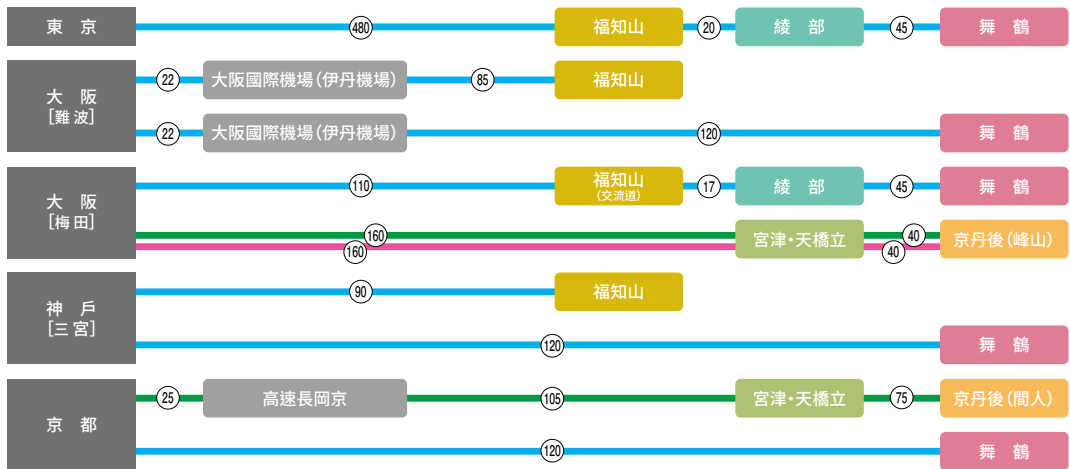 東 京
480
福知山
20
綾 部
45
舞 鶴
大 阪
[難波]
22
大阪國際機場(伊丹機場)
85
福知山
22
大阪國際機場(伊丹機場)
120
舞 鶴
大 阪
[梅田]
110
福知山
(交流道)
17
綾 部
45
舞 鶴
160
160
宮津・天橋立
40
40
京丹後(峰山)
神 戶
[三宮]
90
福知山
120
舞 鶴
京 都
25
高速長岡京
105
宮津・天橋立
75
京丹後(間人)
120
舞 鶴